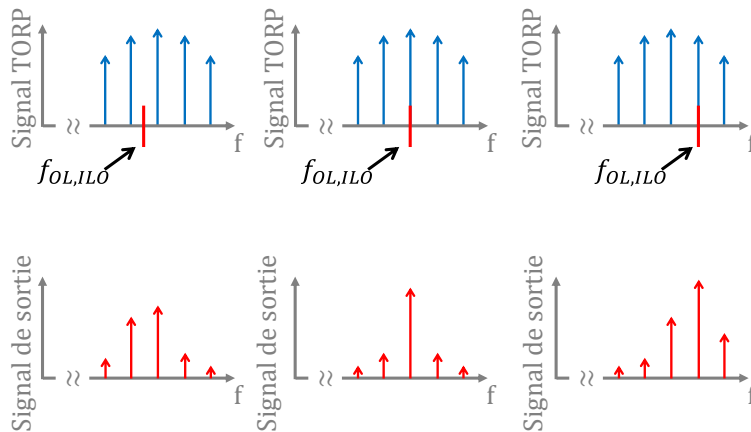 Signal TORP
f
f_{OL,ILO}
Signal TORP
f
f_{OL,ILO}
Signal TORP
f
f_{OL,ILO}
Signal de sortie
f
Signal de sortie
f
Signal de sortie
f